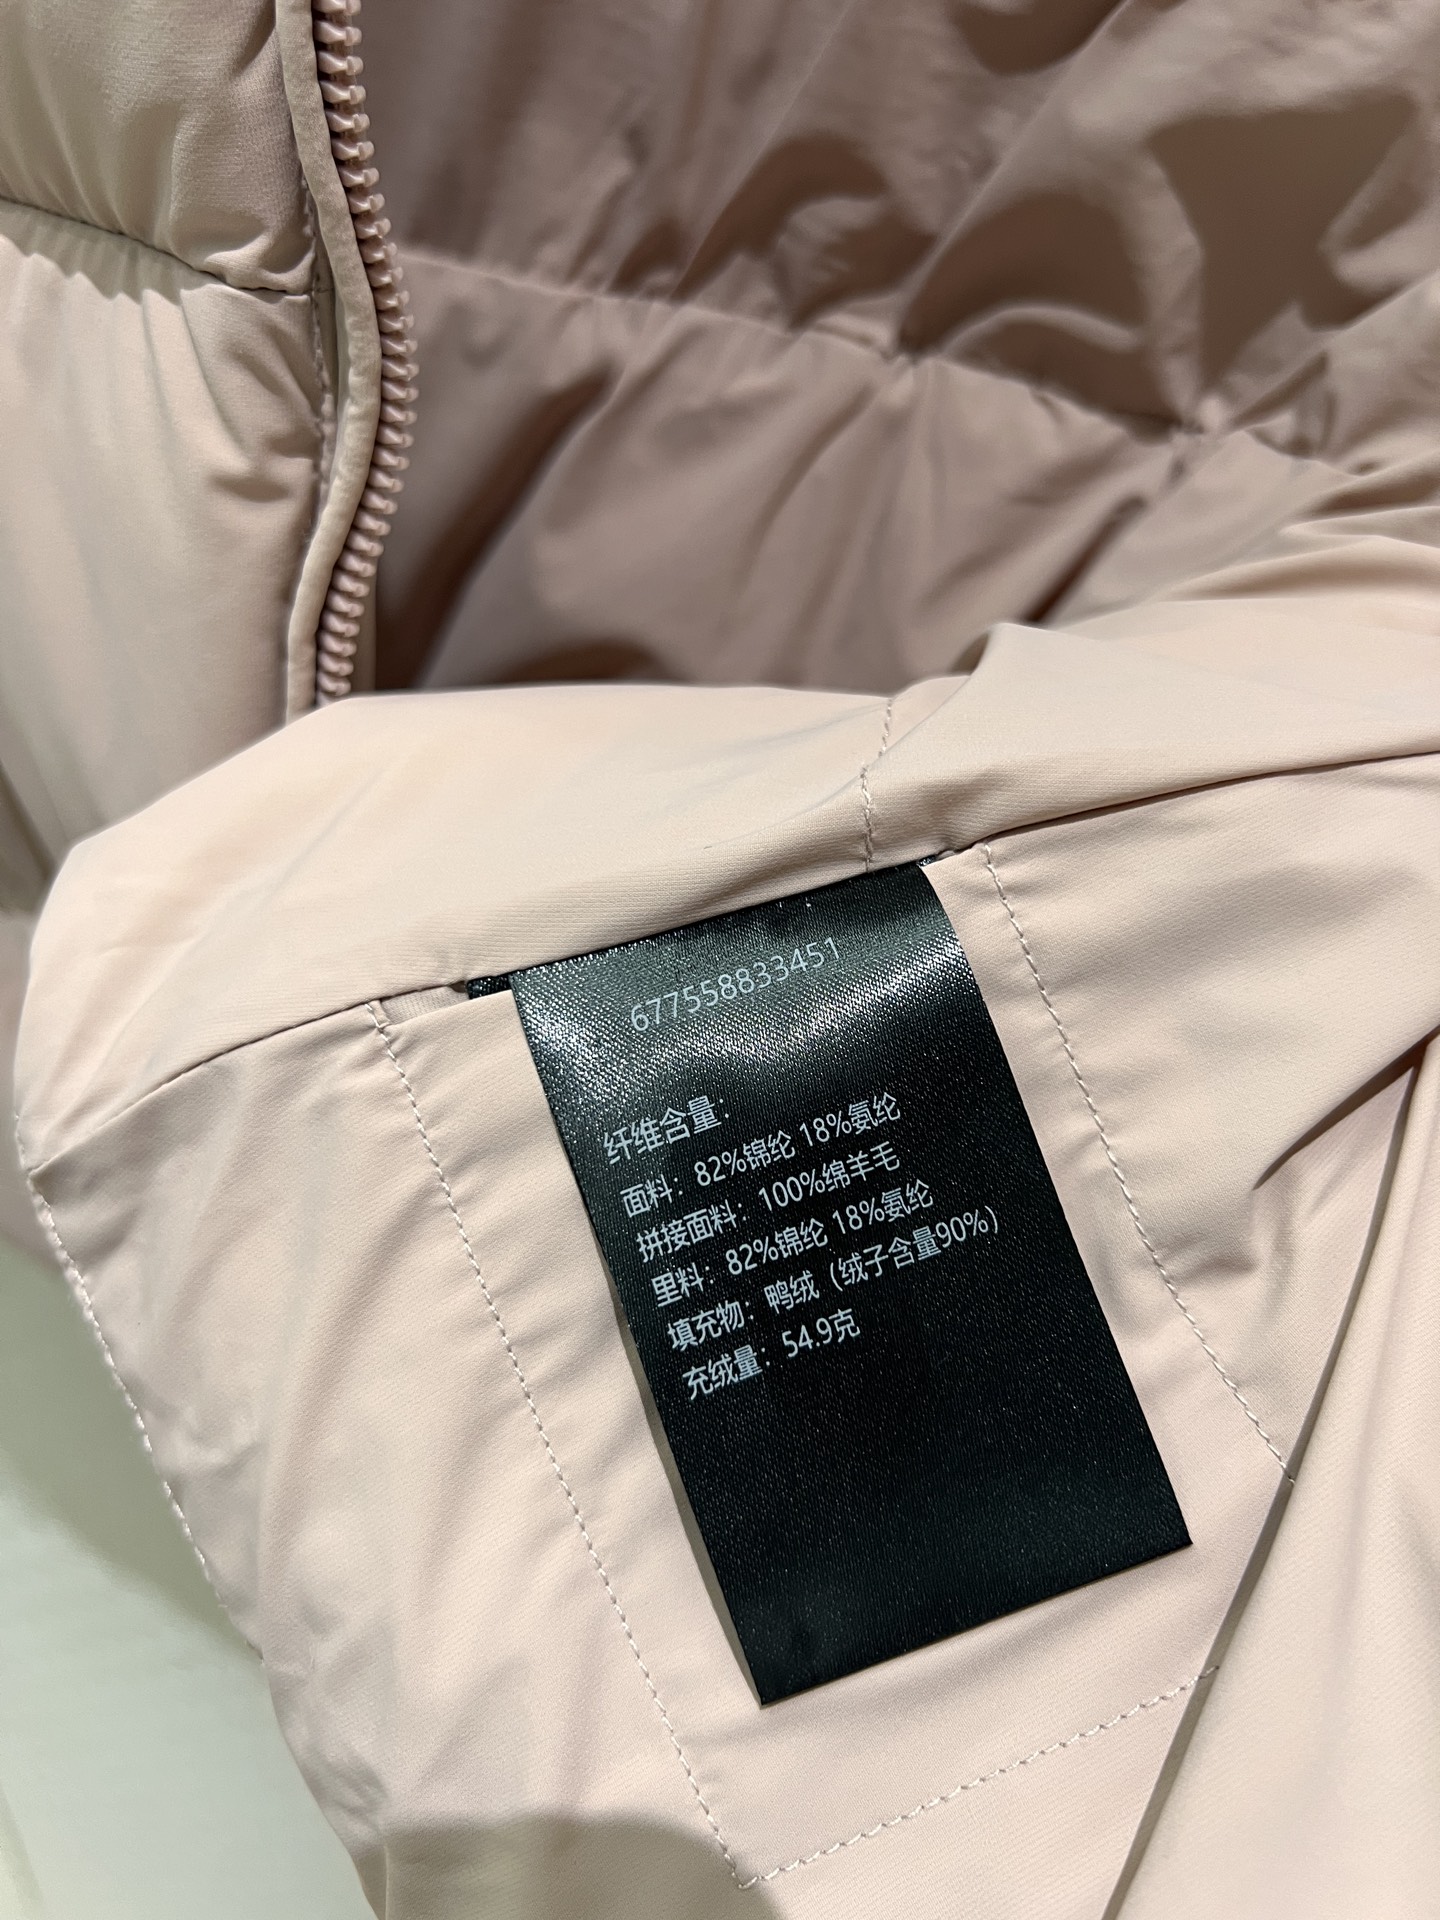 677558833451
纤维含量：
面料：82%锦纶 18%氨纶
拼接面料：100%绵羊毛
里料：82%锦纶 18%氨纶
填充物：鸭绒（绒子含量90%）
充绒量：54.9克